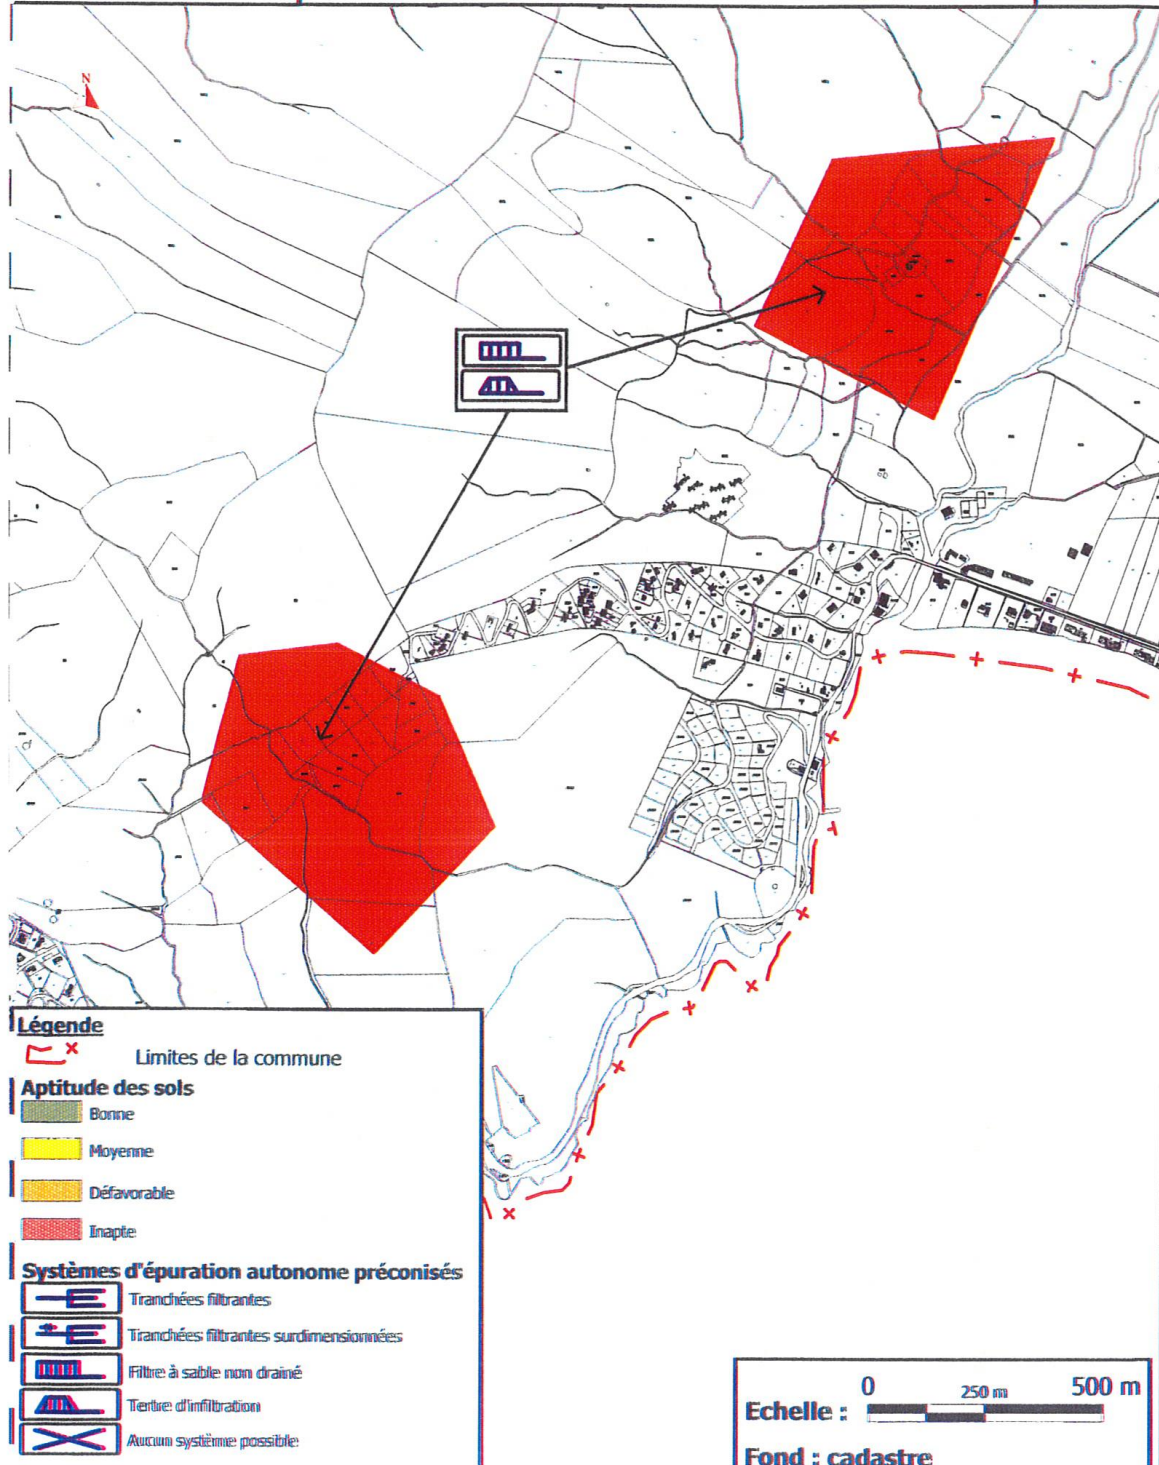 N
Légende
Limites de la commune
Aptitude des sols
Bonne
Moyenne
Défavorable
Inapte
Systèmes d'épuration autonome préconisés
Tranchées filtrantes
Tranchées filtrantes surdimensionnées
Filtre à sable non drainé
Tertre d'infiltration
Aucun système possible
0 250 m 500 m
Echelle :
Fond : cadastre